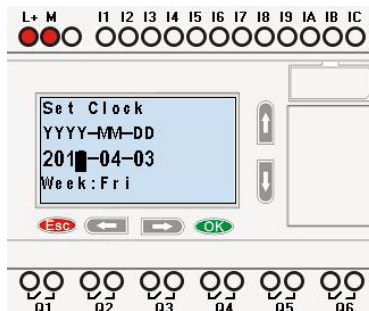 L+ M I1 I2 I3 I4 I5 I6 I7 I8 I9 IA IB IC
Set Clock
YYYY-MM-DD
201 -04-03
Week:Fri
Esc OK
Q1 Q2 Q3 Q4 Q5 Q6